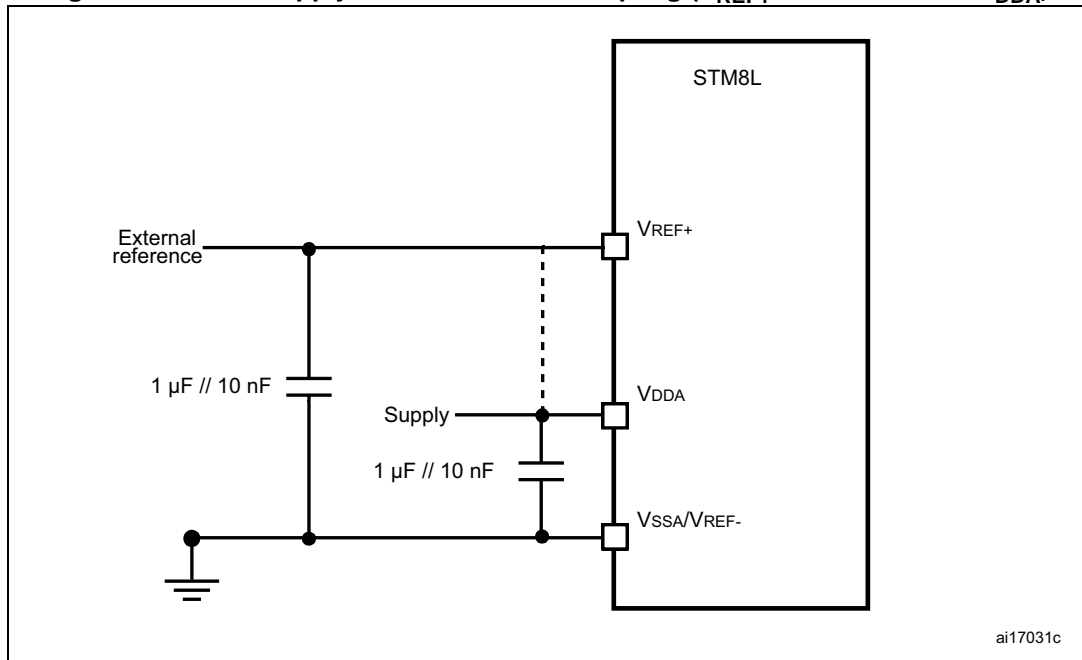 STM8L
External
reference
VREF+
1 µF // 10 nF
Supply
VDDA
1 µF // 10 nF
VSSA/VREF-
ai17031c